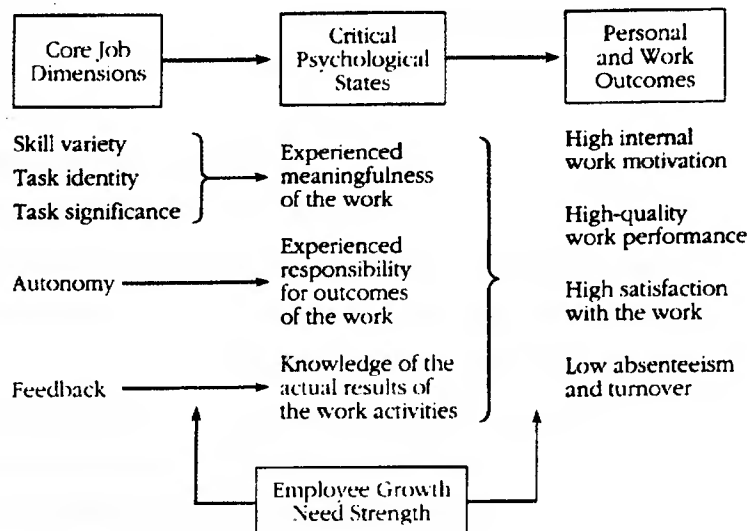 Core Job
Dimensions
Critical
Psychological
States
Personal
and Work
Outcomes
Skill variety
Task identity
Task significance
Experienced
meaningfulness
of the work
High internal
work motivation
High-quality
work performance
Autonomy
Experienced
responsibility
for outcomes
of the work
High satisfaction
with the work
Feedback
Knowledge of the
actual results of
the work activities
Low absenteeism
and turnover
Employee Growth
Need Strength